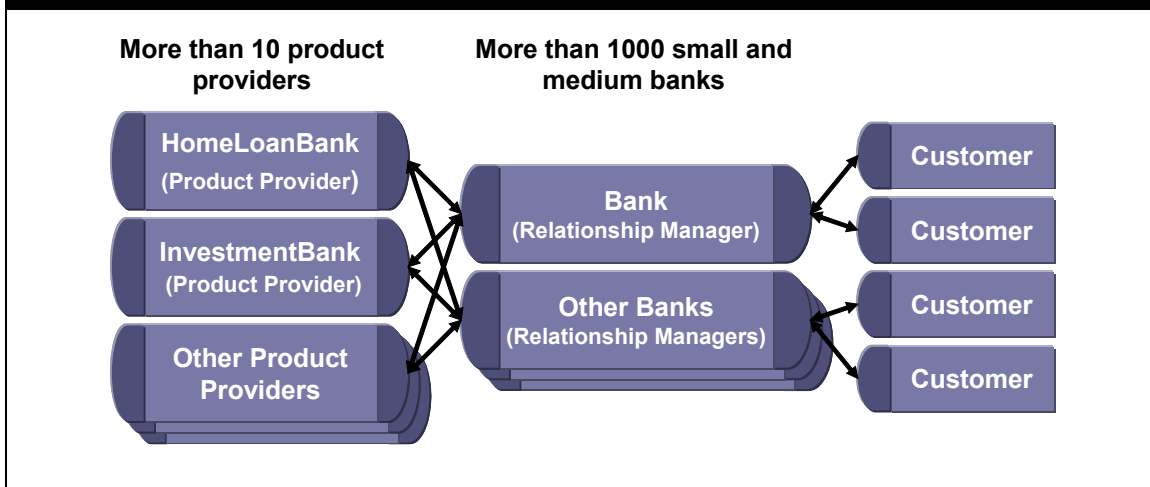 More than 10 product
providers
More than 1000 small and
medium banks
HomeLoanBank
(Product Provider)
InvestmentBank
(Product Provider)
Other Product
Providers
Bank
(Relationship Manager)
Other Banks
(Relationship Managers)
Customer
Customer
Customer
Customer